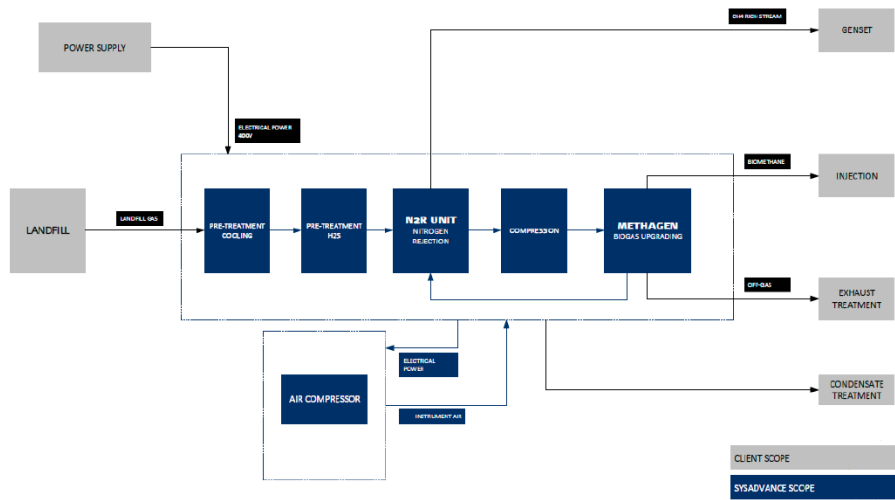 CH4 RICH STREAM
POWER SUPPLY
GENSET
ELECTRICAL POWER
400V
BIOMETHANE
INJECTION
LANDFILL
LANDFILL GAS
PRE-TREATMENT
COOLING
PRE-TREATMENT
H2S
N2R UNIT
NITROGEN
REJECTION
COMPRESSION
METHAGEN
BIOGAS UPGRADING
OFF-GAS
EXHAUST
TREATMENT
ELECTRICAL
POWER
AIR COMPRESSOR
INSTRUMENT AIR
CONDENSATE
TREATMENT
CLIENT SCOPE
SYSADVANCE SCOPE